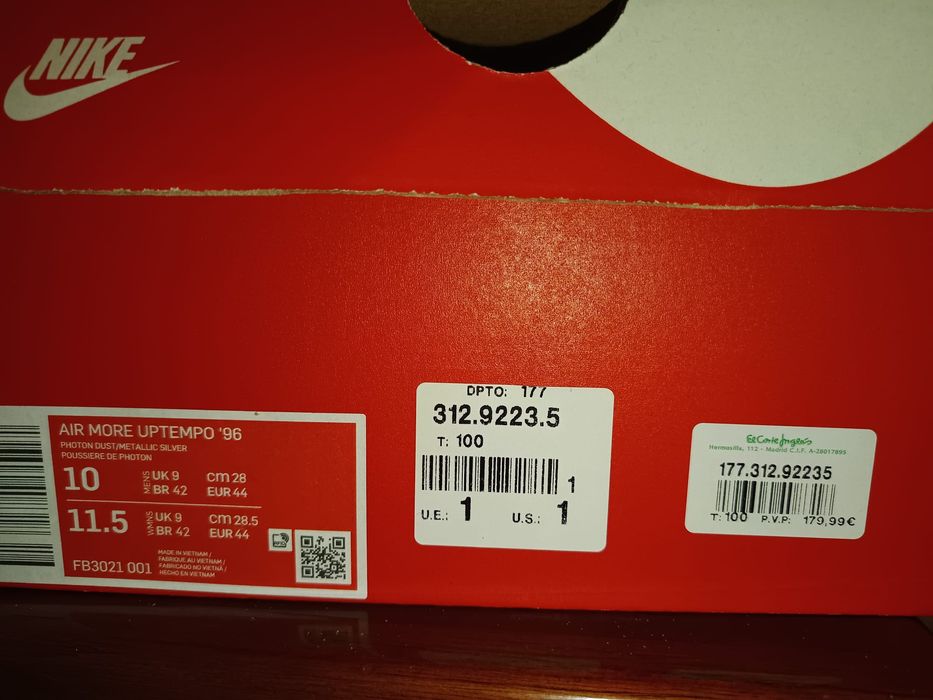 NIKE
AIR MORE UPTEMPO '96
PHOTON DUST/METALLIC SILVER
POUSSIERE DE PHOTON
10 MENS UK 9 cm 28
BR 42 EUR 44
11.5 WMNS UK 9 cm 28.5
BR 42 EUR 44
FB3021 001
MADE IN VIETNAM /
FABRIQUE AU VIETNAM /
FABRICADO NO VIETNÃ /
HECHO EN VIETNAM
DPTO: 177
312.9223.5
T: 100
1
U.E.: 1 U.S.: 1
El Corte Inglés
Hermosilla, 112 - Madrid C.I.F. A-28017895
177.312.92235
T: 100 P.V.P: 179,99€